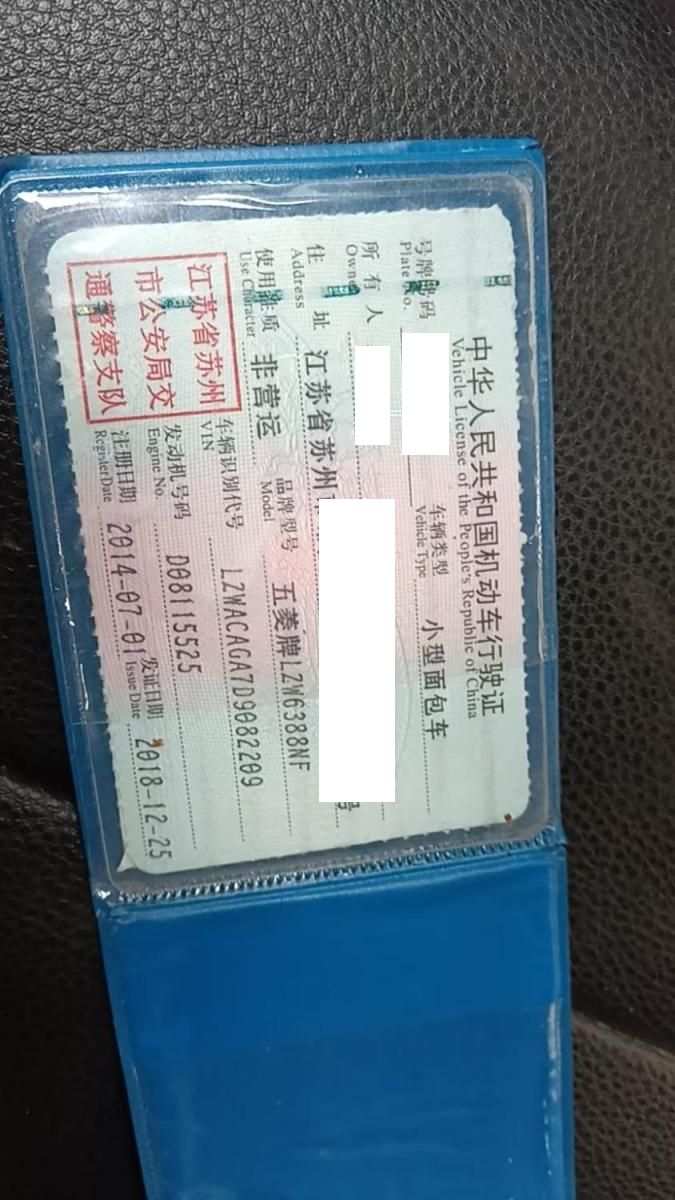 中华人民共和国机动车行驶证
Vehicle License of the People's Republic of China
号牌号码
Plate No.
车辆类型 小型面包车
Vehicle Type
所有人
Owner
住址 江苏省苏州 号
Address
使用性质 非营运
Use Character
品牌型号 五菱牌LZW6388NF
Model
江苏省苏州
市公安局交
通警察支队
车辆识别代号 LZWACAGA7D9082209
VIN
发动机号码 D08115525
Engine No.
注册日期 2014-07-01
Register Date
发证日期 2018-12-25
Issue Date